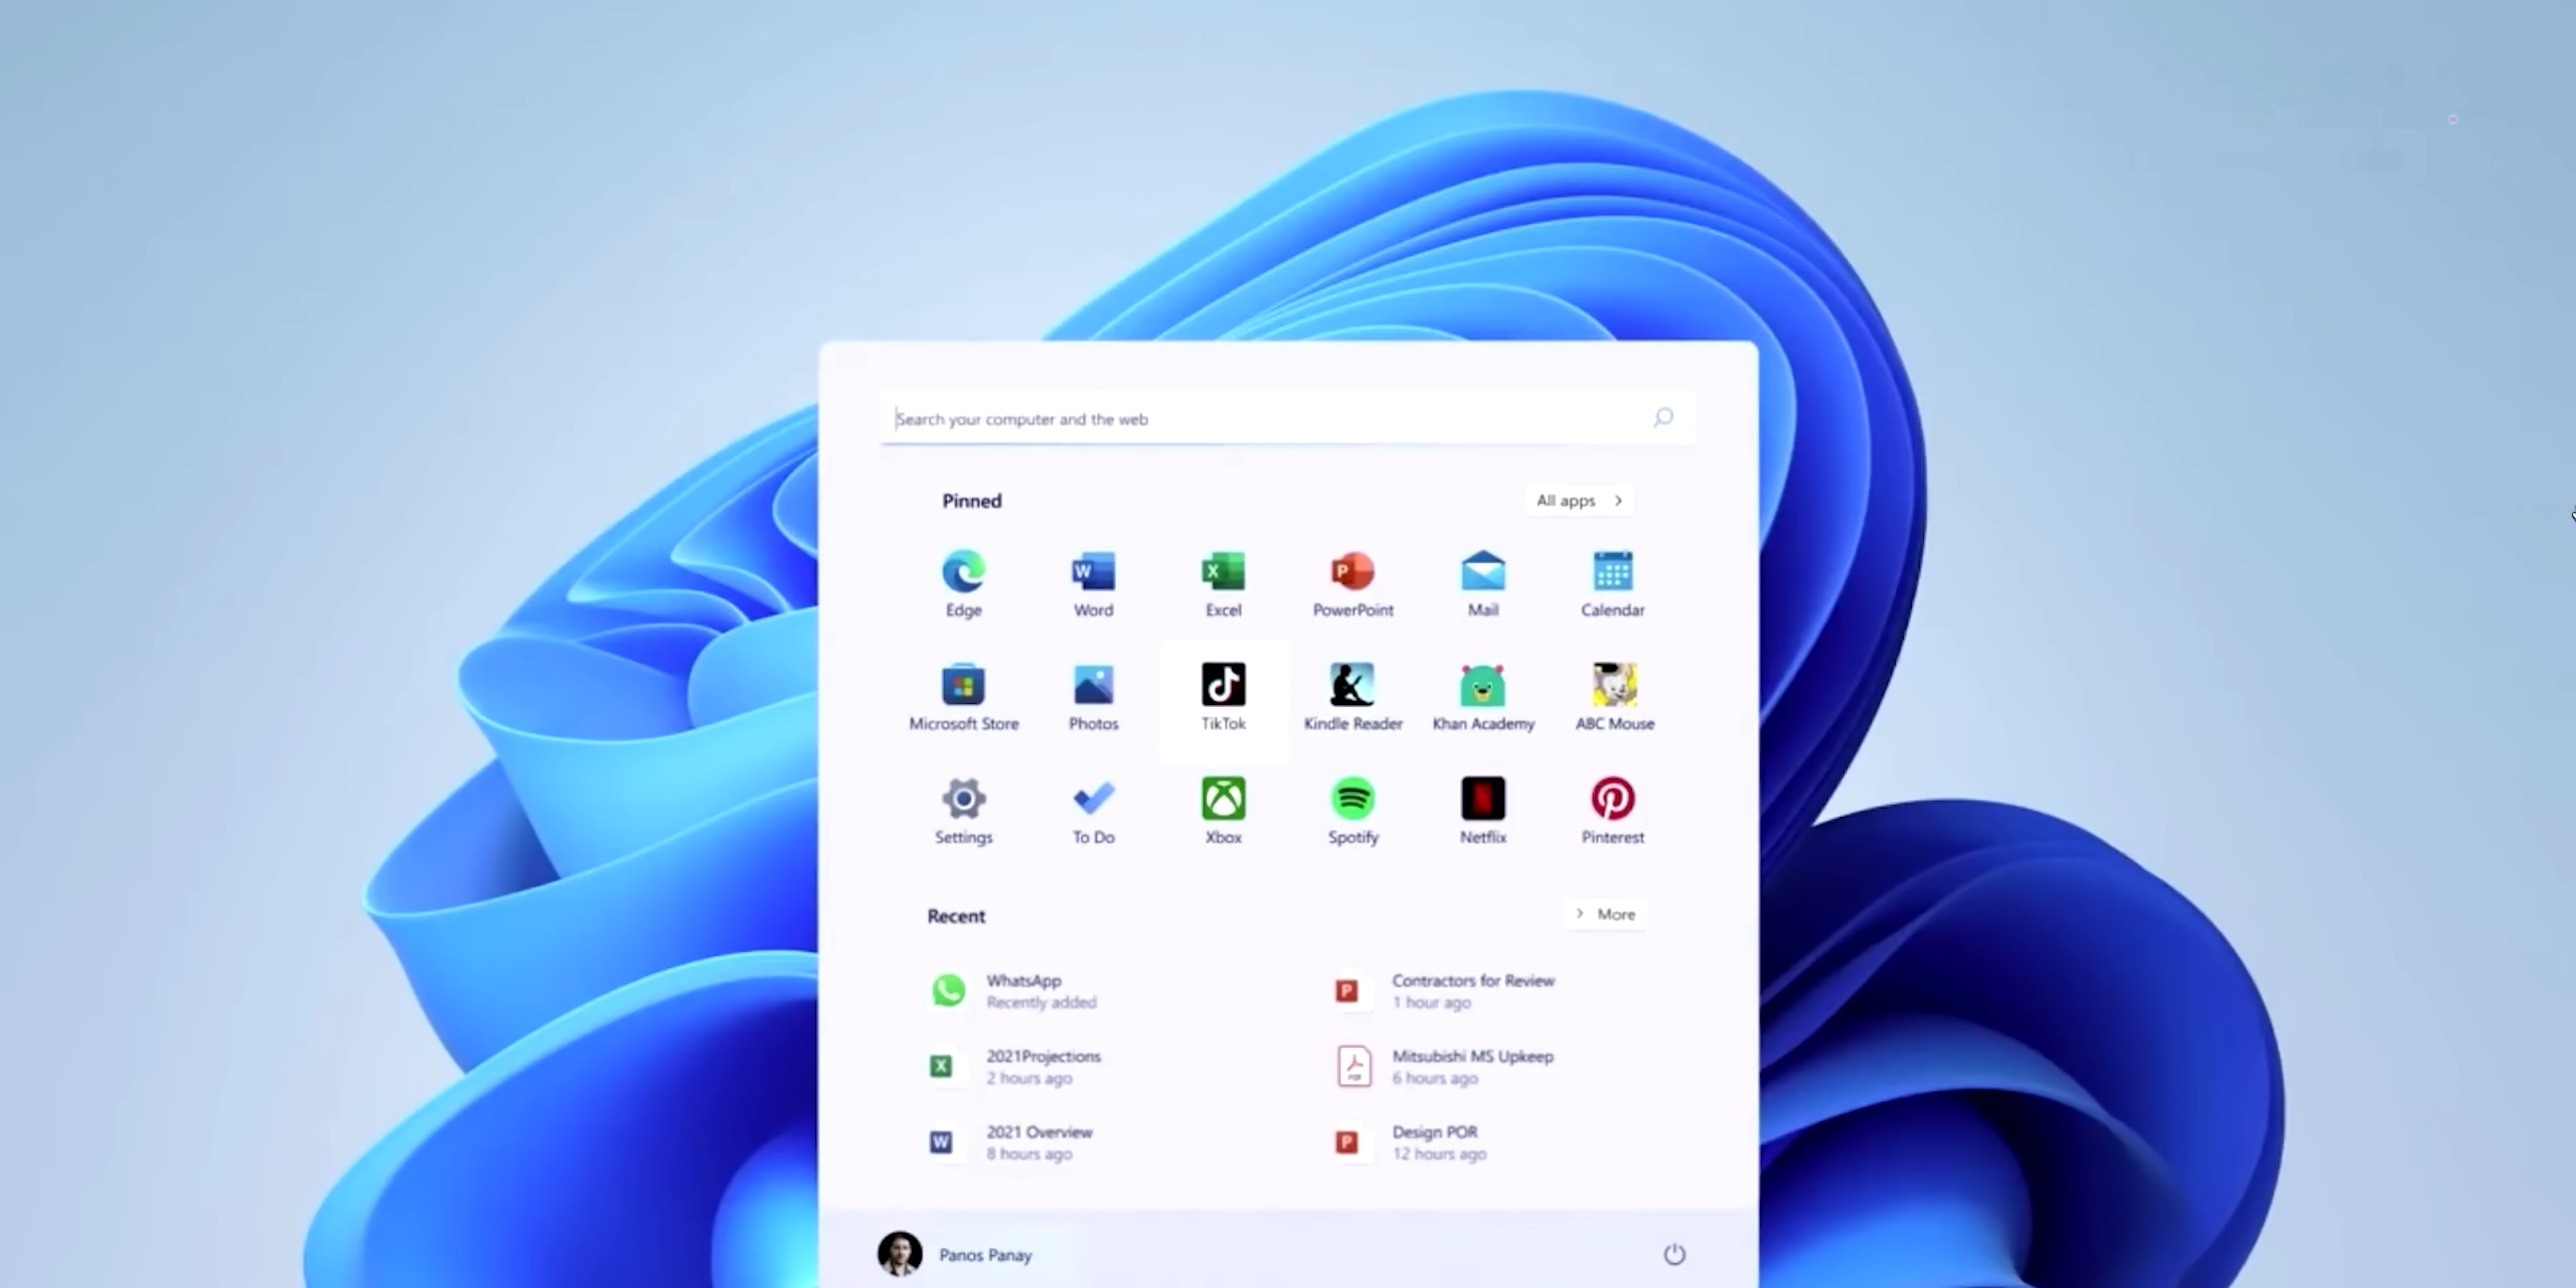 Search your computer and the web
Pinned
All apps
Edge
Word
Excel
PowerPoint
Mail
Calendar
Microsoft Store
Photos
TikTok
Kindle Reader
Khan Academy
ABC Mouse
Settings
To Do
Xbox
Spotify
Netflix
Pinterest
Recent
More
WhatsApp
Recently added
Contractors for Review
1 hour ago
2021Projections
2 hours ago
Mitsubishi MS Upkeep
6 hours ago
2021 Overview
8 hours ago
Design POR
12 hours ago
Panos Panay